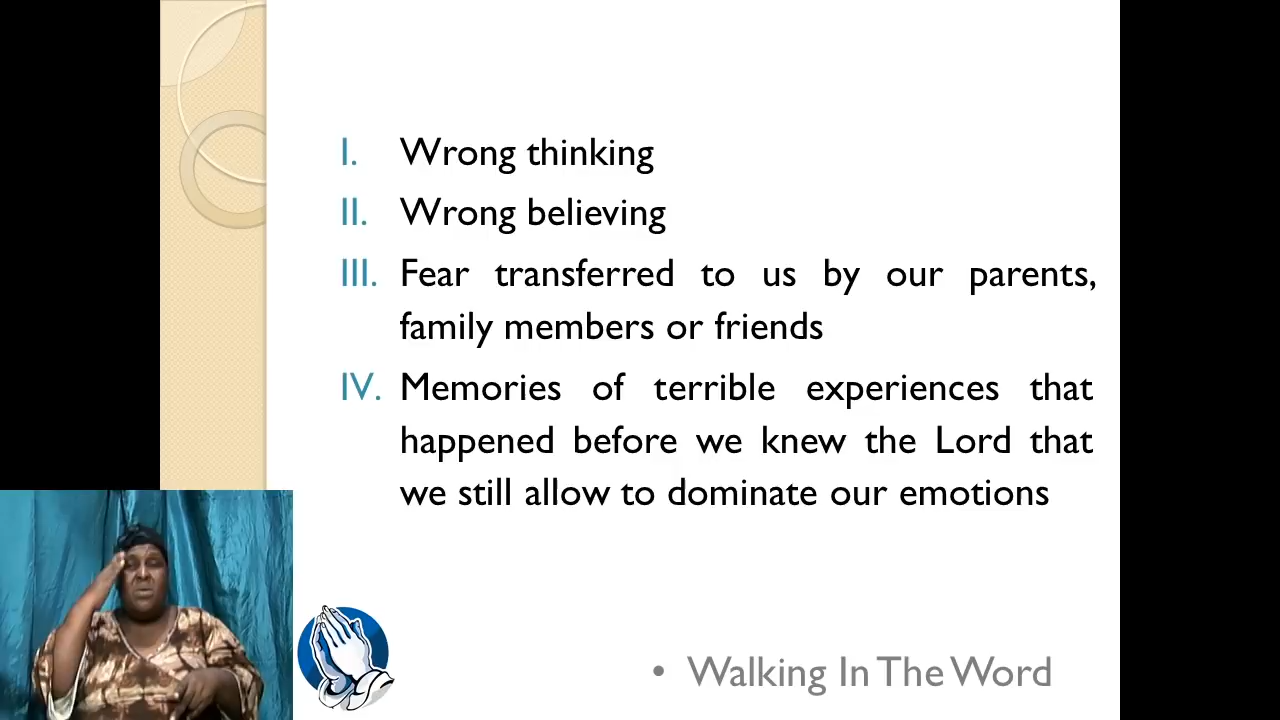 I. Wrong thinking
II. Wrong believing
III. Fear transferred to us by our parents,
family members or friends
IV. Memories of terrible experiences that
happened before we knew the Lord that
we still allow to dominate our emotions
• Walking In The Word